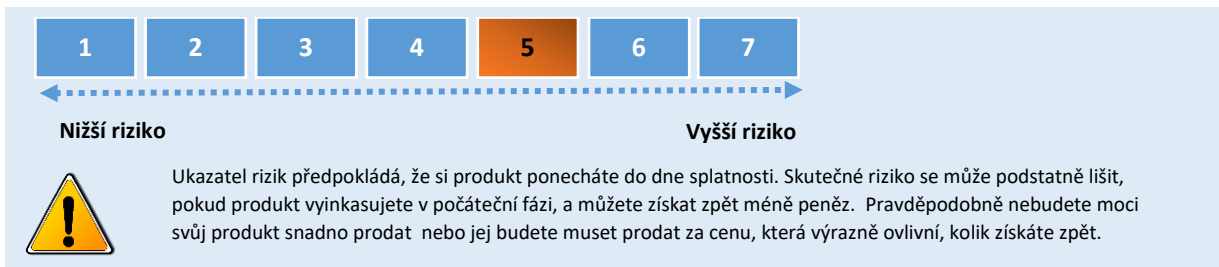 1 2 3 4 5 6 7
Nižší riziko Vyšší riziko
Ukazatel rizik předpokládá, že si produkt ponecháte do dne splatnosti. Skutečné riziko se může podstatně lišit,
pokud produkt vyinkasujete v počáteční fázi, a můžete získat zpět méně peněz.  Pravděpodobně nebudete moci
svůj produkt snadno prodat  nebo jej budete muset prodat za cenu, která výrazně ovlivní, kolik získáte zpět.